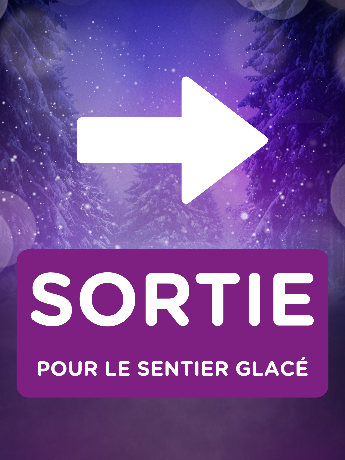 SORTIE
POUR LE SENTIER GLACÉ